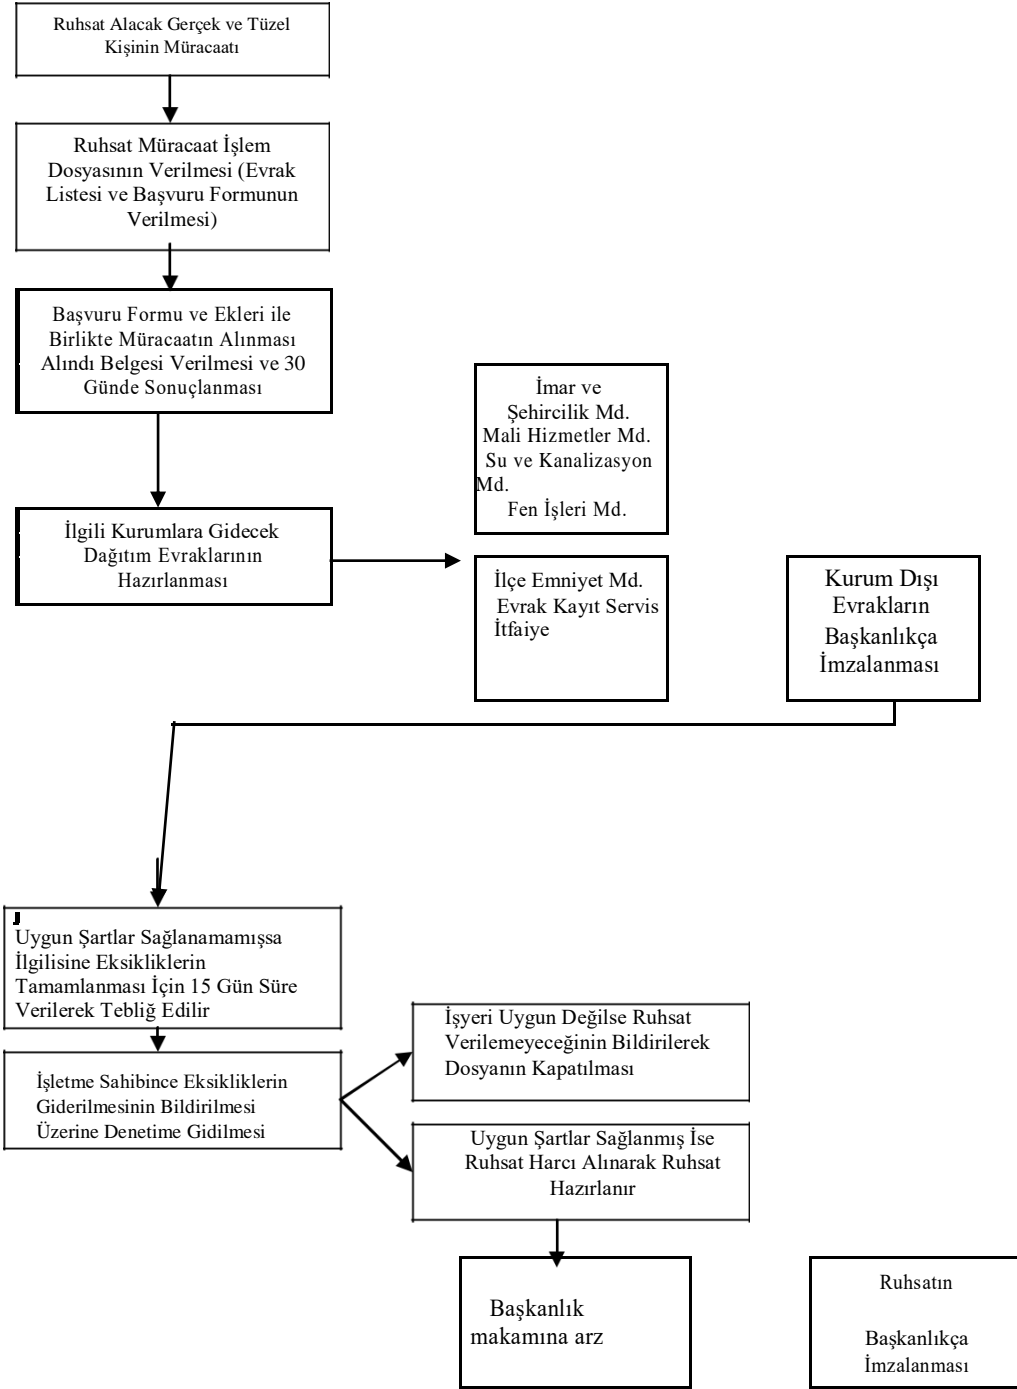 Ruhsat Alacak Gerçek ve Tüzel
Kişinin Müracaatı
Ruhsat Müracaat İşlem
Dosyasının Verilmesi (Evrak
Listesi ve Başvuru Formunun
Verilmesi)
Başvuru Formu ve Ekleri ile
Birlikte Müracaatın Alınması
Alındı Belgesi Verilmesi ve 30
Günde Sonuçlanması
İmar ve
Şehircilik Md.
Mali Hizmetler Md.
Su ve Kanalizasyon
Md.
Fen İşleri Md.
İlgili Kurumlara Gidecek
Dağıtım Evraklarının
Hazırlanması
İlçe Emniyet Md.
Evrak Kayıt Servis
İtfaiye
Kurum Dışı
Evrakların
Başkanlıkça
İmzalanması
Uygun Şartlar Sağlanamamışsa
İlgilisine Eksikliklerin
Tamamlanması İçin 15 Gün Süre
Verilerek Tebliğ Edilir
İşletme Sahibince Eksikliklerin
Giderilmesinin Bildirilmesi
Üzerine Denetime Gidilmesi
İşyeri Uygun Değilse Ruhsat
Verilemeyeceğinin Bildirilerek
Dosyanın Kapatılması
Uygun Şartlar Sağlanmış İse
Ruhsat Harcı Alınarak Ruhsat
Hazırlanır
Başkanlık
makamına arz
Ruhsatın
Başkanlıkça
İmzalanması